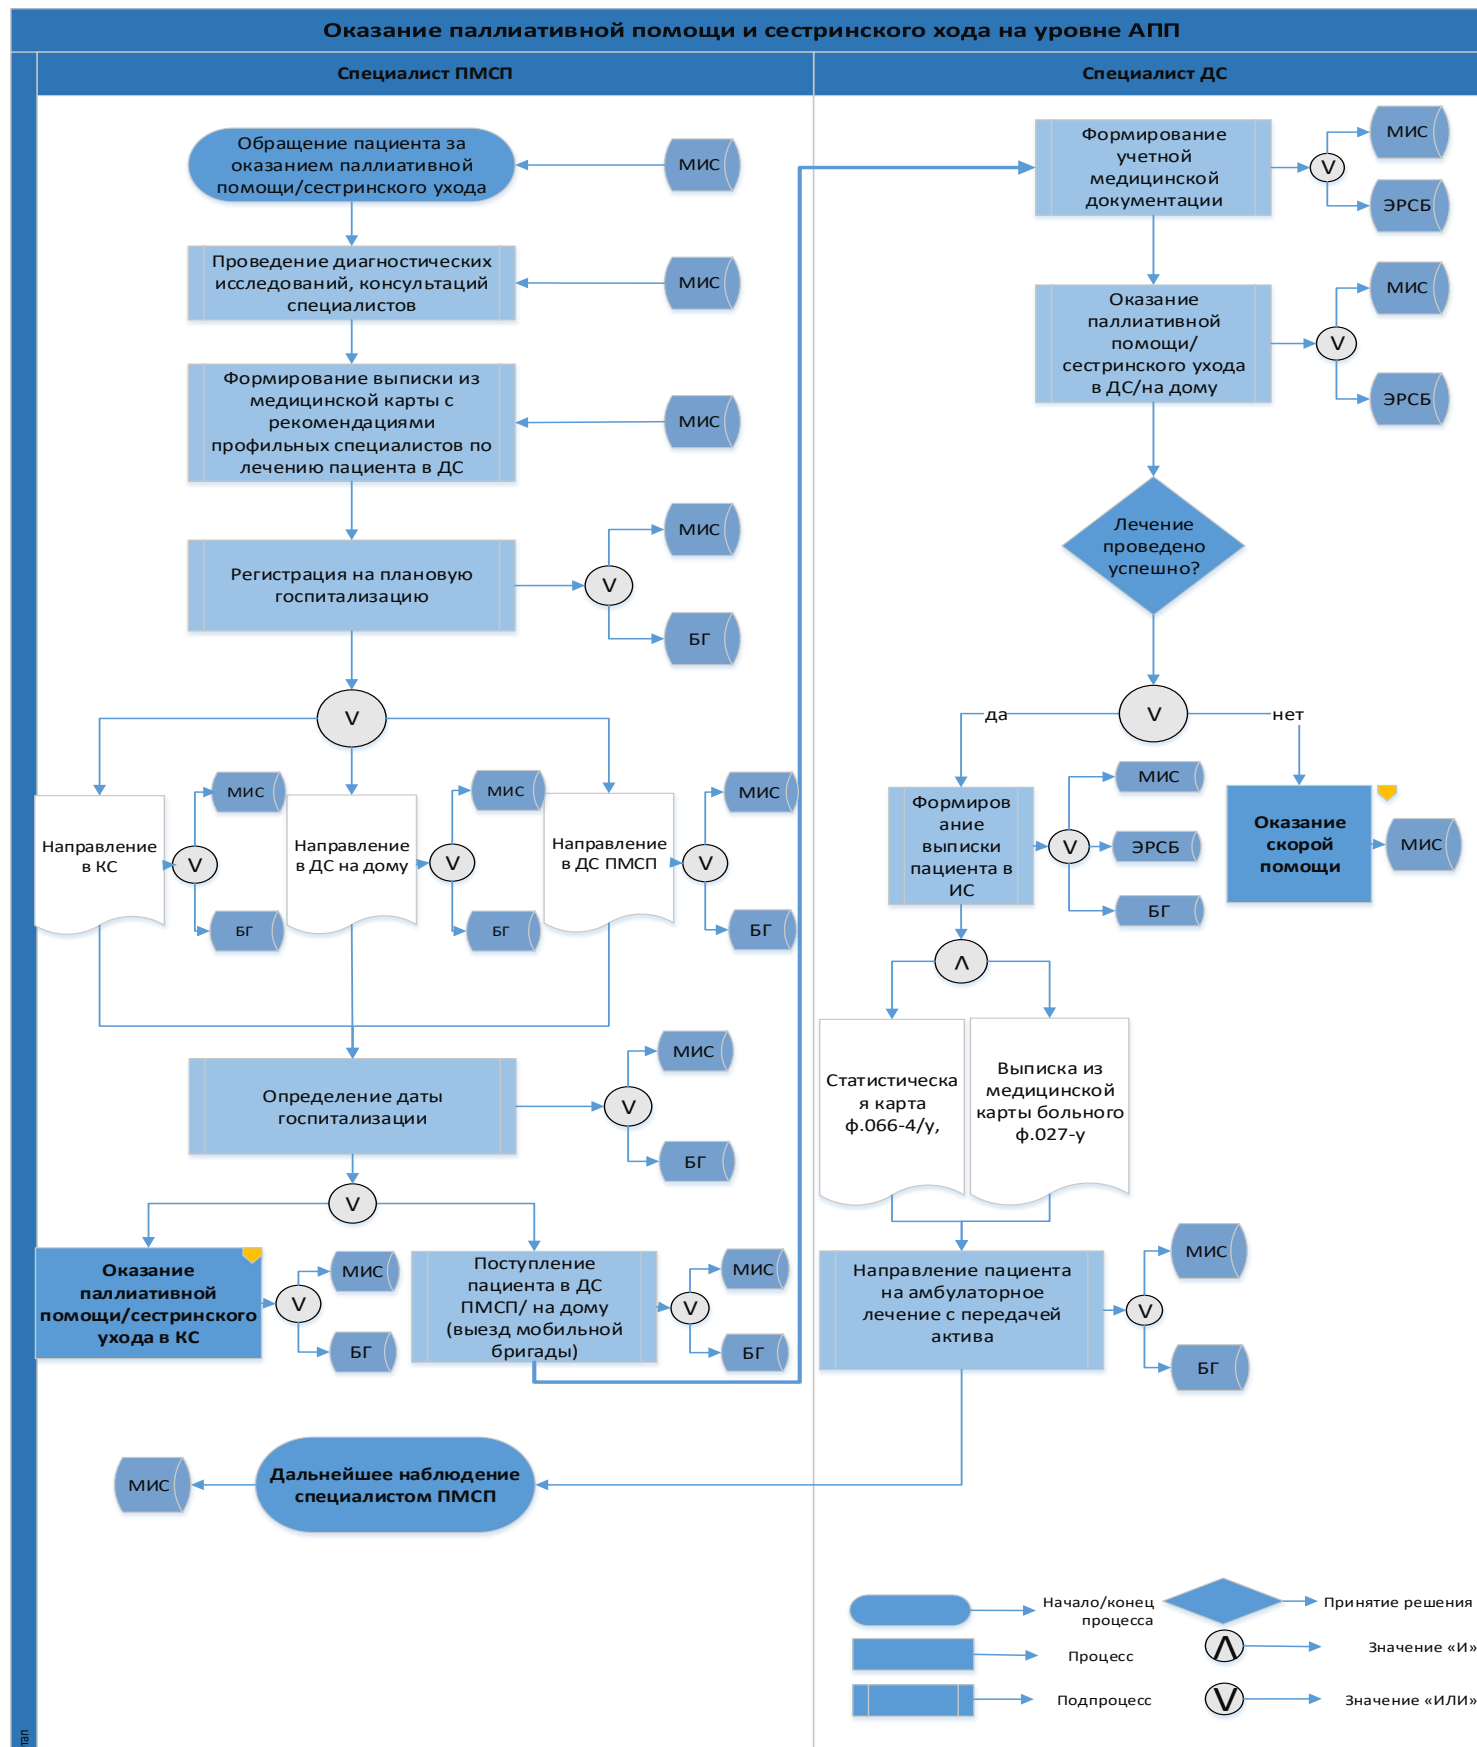 Оказание паллиативной помощи и сестринского хода на уровне АПП
Специалист ПМСП
Специалист ДС
Обращение пациента за
оказанием паллиативной
помощи/сестринского ухода
МИС
Проведение диагностических
исследований, консультаций
специалистов
МИС
Формирование выписки из
медицинской карты с
рекомендациями
профильных специалистов по
лечению пациента в ДС
МИС
Регистрация на плановую
госпитализацию
V
МИС
БГ
V
Направление
в КС
V
МИС
БГ
Направление
в ДС на дому
V
МИС
БГ
Направление
в ДС ПМСП
V
МИС
БГ
Определение даты
госпитализации
V
МИС
БГ
V
Оказание
паллиативной
помощи/сестринского
ухода в КС
V
МИС
БГ
Поступление
пациента в ДС
ПМСП/ на дому
(выезд мобильной
бригады)
V
МИС
БГ
Дальнейшее наблюдение
специалистом ПМСП
МИС
Формирование
учетной
медицинской
документации
V
МИС
ЭРСБ
Оказание
паллиативной
помощи/
сестринского ухода
в ДС/на дому
V
МИС
ЭРСБ
Лечение
проведено
успешно?
да
V
нет
Формиров
ание
выписки
пациента в
ИС
V
МИС
ЭРСБ
БГ
Оказание
скорой
помощи
МИС
Λ
Статистическа
я карта
ф.066-4/у,
Выписка из
медицинской
карты больного
ф.027-у
Направление пациента
на амбулаторное
лечение с передачей
актива
V
МИС
БГ
Начало/конец
процесса
Принятие решения
Процесс
Λ
Значение «И»
Подпроцесс
V
Значение «ИЛИ»